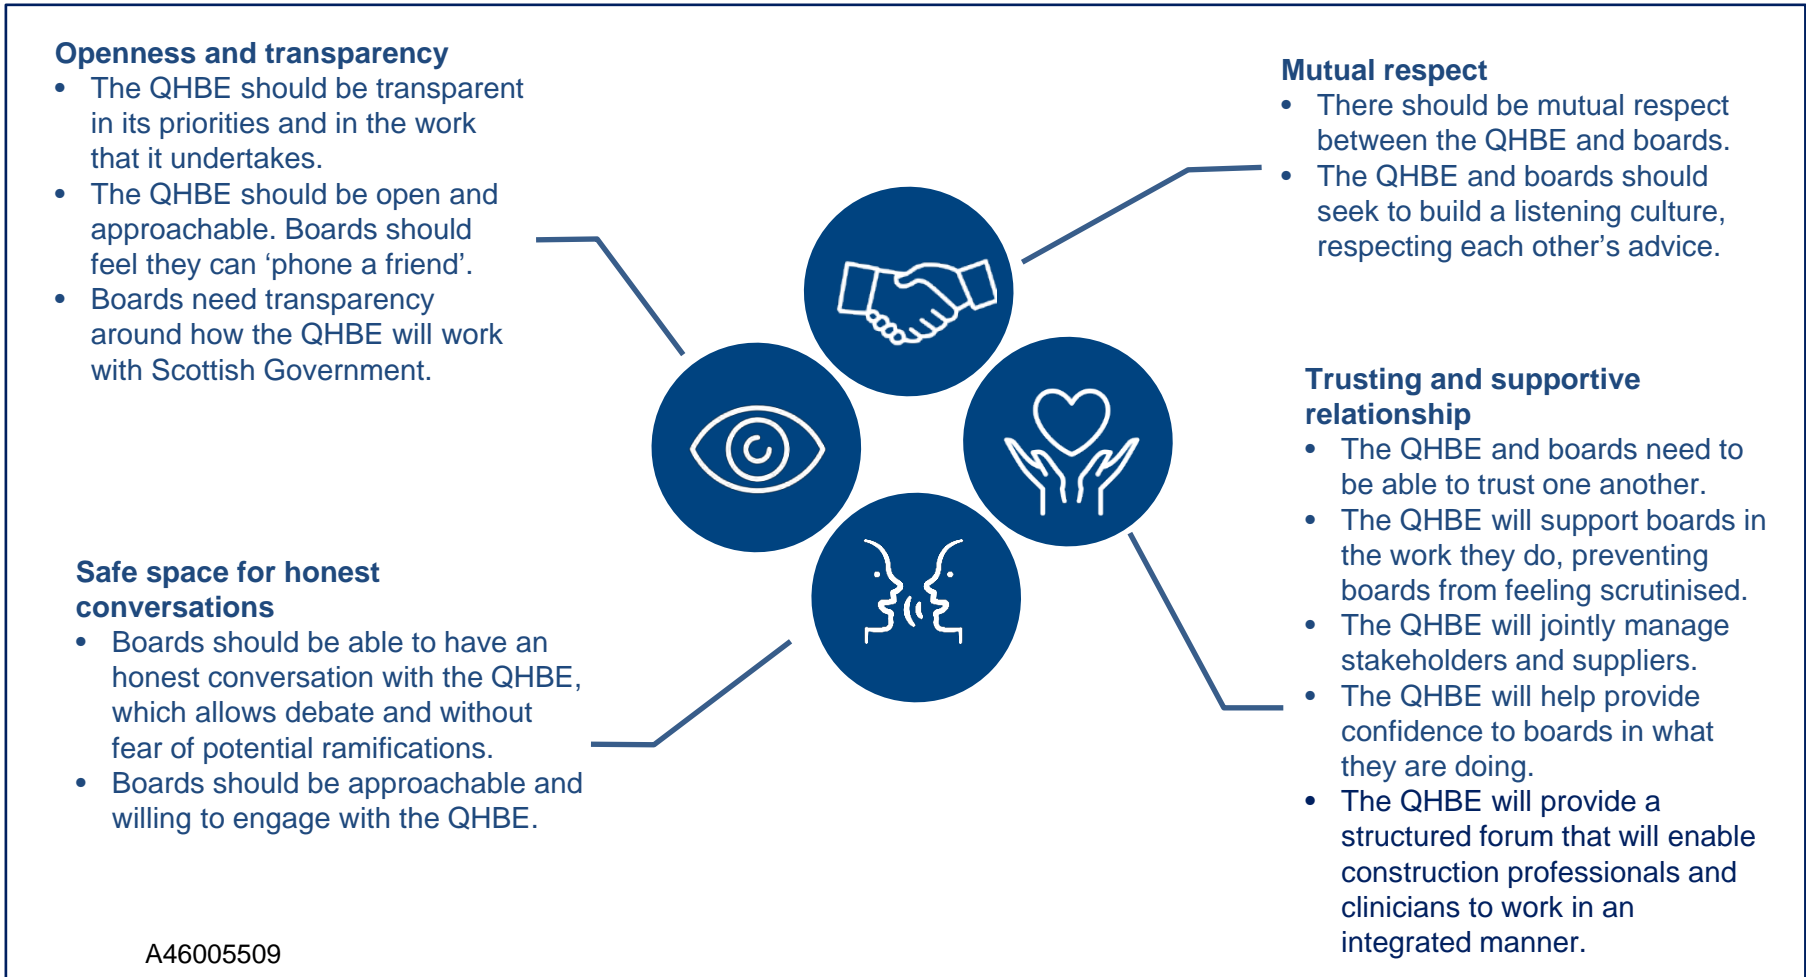 Openness and transparency
• The QHBE should be transparent
in its priorities and in the work
that it undertakes.
• The QHBE should be open and
approachable. Boards should
feel they can ‘phone a friend’.
• Boards need transparency
around how the QHBE will work
with Scottish Government.
Safe space for honest
conversations
• Boards should be able to have an
honest conversation with the QHBE,
which allows debate and without
fear of potential ramifications.
• Boards should be approachable and
willing to engage with the QHBE.
Mutual respect
• There should be mutual respect
between the QHBE and boards.
• The QHBE and boards should
seek to build a listening culture,
respecting each other’s advice.
Trusting and supportive
relationship
• The QHBE and boards need to
be able to trust one another.
• The QHBE will support boards in
the work they do, preventing
boards from feeling scrutinised.
• The QHBE will jointly manage
stakeholders and suppliers.
• The QHBE will help provide
confidence to boards in what
they are doing.
• The QHBE will provide a
structured forum that will enable
construction professionals and
clinicians to work in an
integrated manner.
A46005509